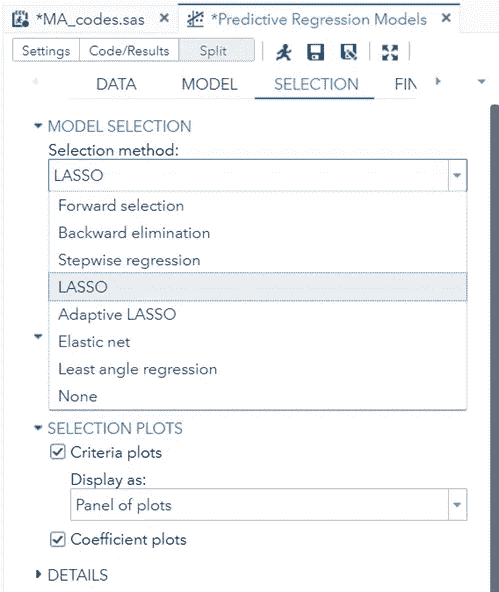 *MA_codes.sas × *Predictive Regression Models ×
Settings Code/Results Split
DATA MODEL SELECTION FIN
MODEL SELECTION
Selection method:
LASSO
Forward selection
Backward elimination
Stepwise regression
LASSO
Adaptive LASSO
Elastic net
Least angle regression
None
SELECTION PLOTS
Criteria plots
Display as:
Panel of plots
Coefficient plots
DETAILS